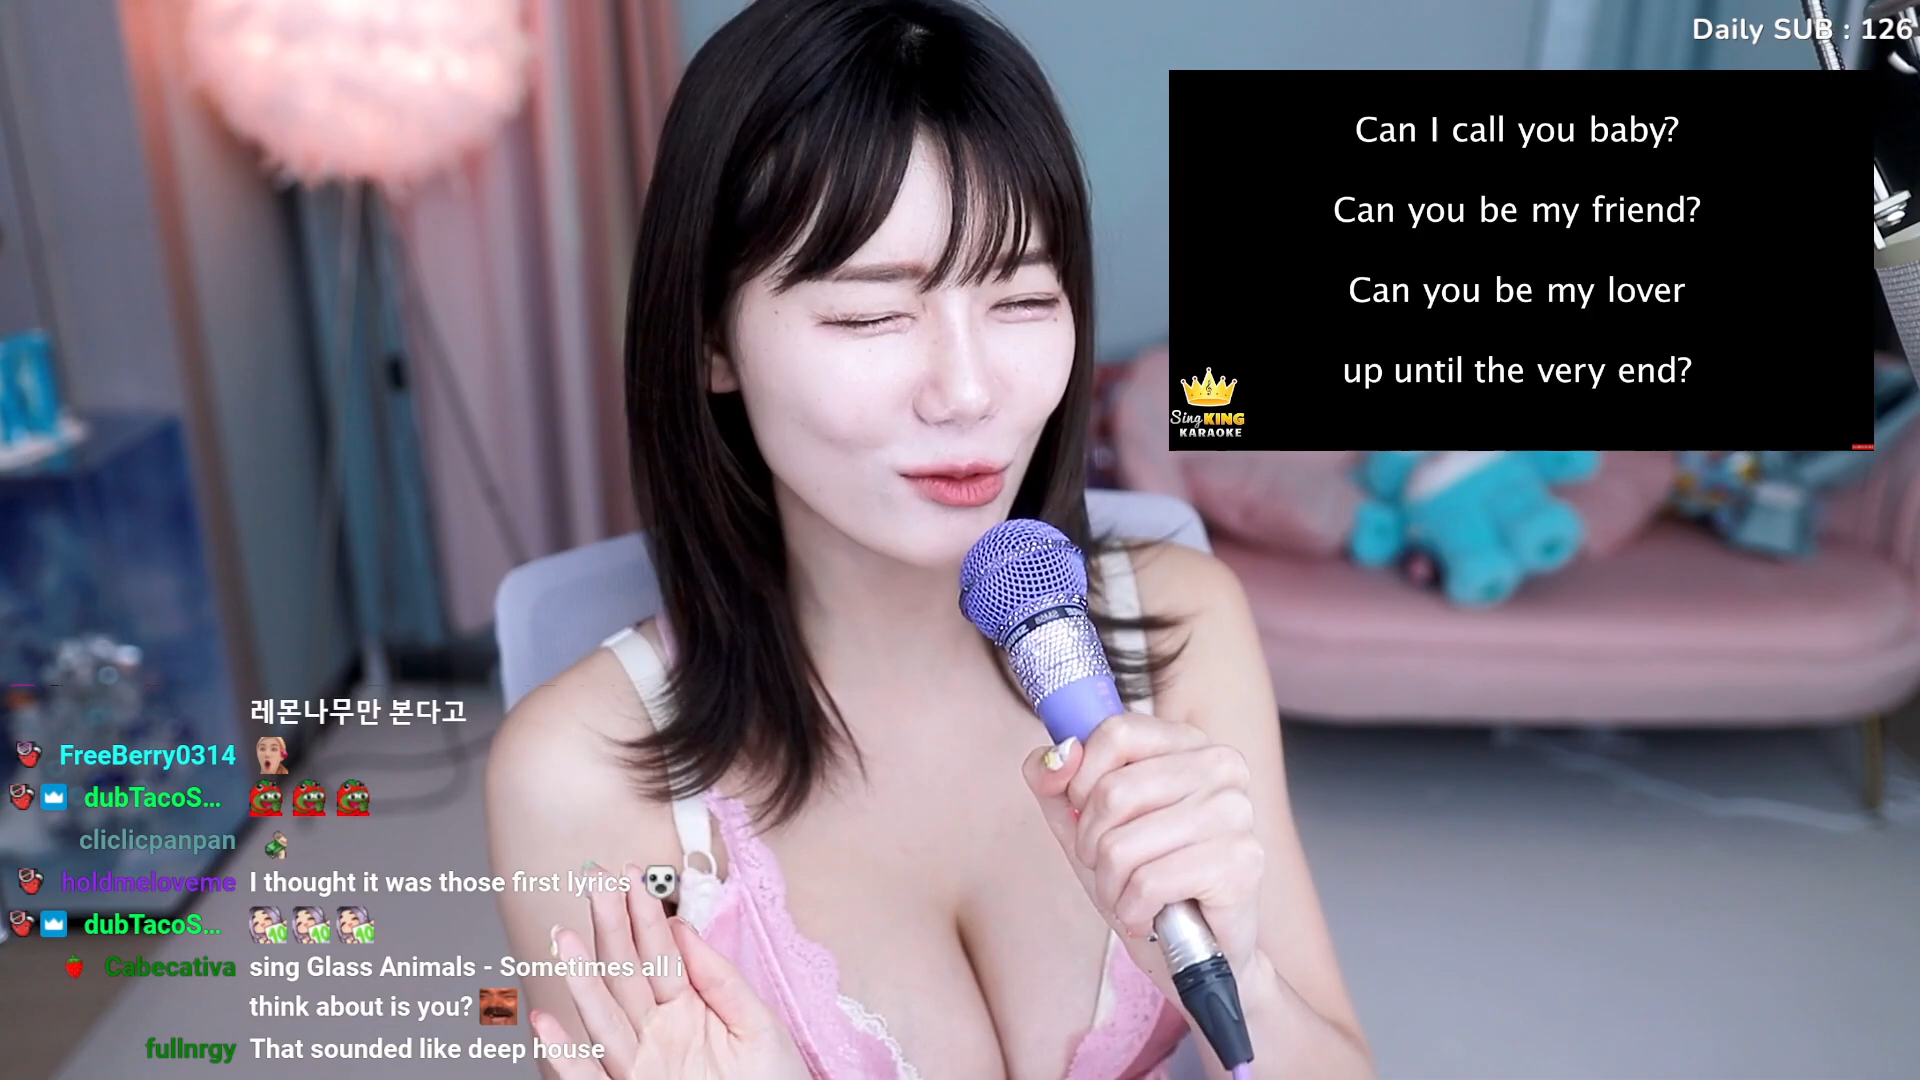 Daily SUB : 126
Can I call you baby?
Can you be my friend?
Can you be my lover
up until the very end?
Sing KING
KARAOKE
레몬나무만 본다고
FreeBerry0314
dubTacoS...
cliclicpanpan
holdmeloveme I thought it was those first lyrics
dubTacoS... 10 10 10
Cabecativa sing Glass Animals - Sometimes all i
think about is you?
fullnrgy That sounded like deep house